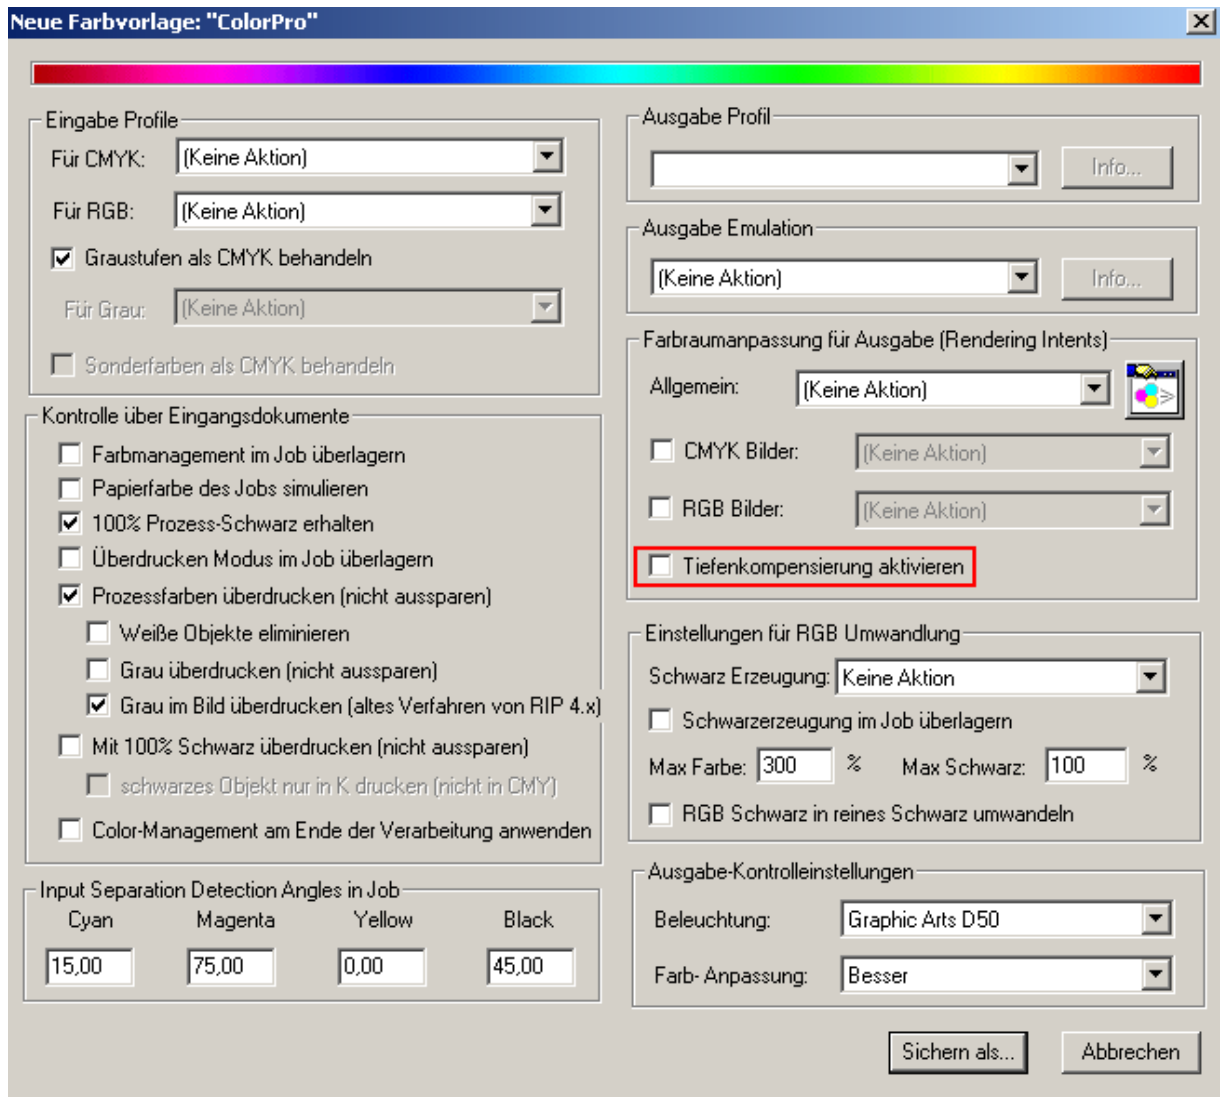 Neue Farbvorlage: "ColorPro"
Eingabe Profile
Für CMYK: (Keine Aktion)
Für RGB: (Keine Aktion)
Graustufen als CMYK behandeln
Für Grau: (Keine Aktion)
Sonderfarben als CMYK behandeln
Kontrolle über Eingangsdokumente
Farbmanagement im Job überlagern
Papierfarbe des Jobs simulieren
100% Prozess-Schwarz erhalten
Überdrucken Modus im Job überlagern
Prozessfarben überdrucken (nicht aussparen)
Weiße Objekte eliminieren
Grau überdrucken (nicht aussparen)
Grau im Bild überdrucken (altes Verfahren von RIP 4.x)
Mit 100% Schwarz überdrucken (nicht aussparen)
schwarzes Objekt nur in K drucken (nicht in CMY)
Color-Management am Ende der Verarbeitung anwenden
Input Separation Detection Angles in Job
Cyan Magenta Yellow Black
15,00 75,00 0,00 45,00
Ausgabe Profil
Info...
Ausgabe Emulation
(Keine Aktion) Info...
Farbraumanpassung für Ausgabe (Rendering Intents)
Allgemein: (Keine Aktion)
CMYK Bilder: (Keine Aktion)
RGB Bilder: (Keine Aktion)
Tiefenkompensierung aktivieren
Einstellungen für RGB Umwandlung
Schwarz Erzeugung: Keine Aktion
Schwarzerzeugung im Job überlagern
Max Farbe: 300 % Max Schwarz: 100 %
RGB Schwarz in reines Schwarz umwandeln
Ausgabe-Kontrolleinstellungen
Beleuchtung: Graphic Arts D50
Farb- Anpassung: Besser
Sichern als... Abbrechen